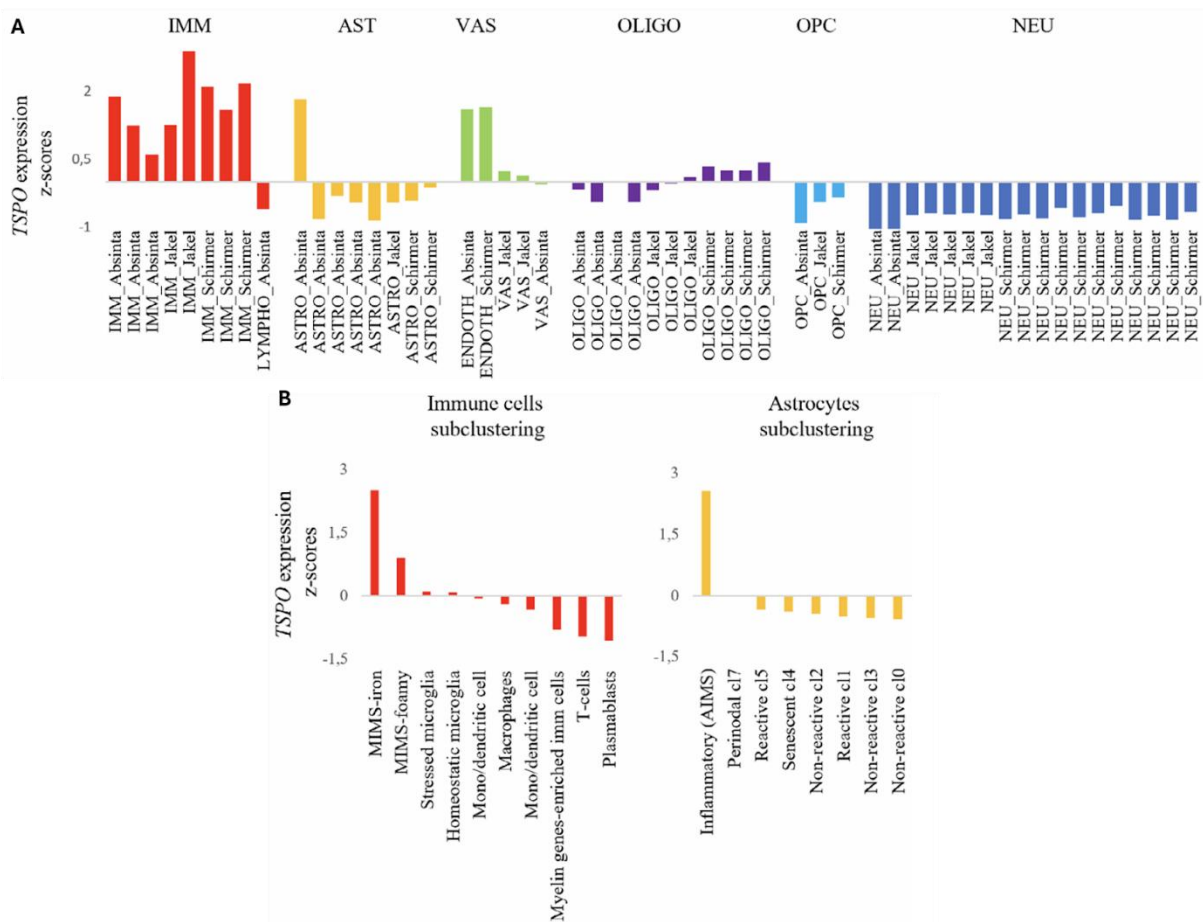 A
IMM
AST
VAS
OLIGO
OPC
NEU
TSPO expression
z-scores
2
0,5
-1
IMM_Absinta
IMM_Absinta
IMM_Absinta
IMM_Jakel
IMM_Jakel
IMM_Schirmer
IMM_Schirmer
IMM_Schirmer
LYMPHO_Absinta
ASTRO_Absinta
ASTRO_Absinta
ASTRO_Absinta
ASTRO_Absinta
ASTRO_Absinta
ASTRO_Jakel
ASTRO_Schirmer
ASTRO_Schirmer
ENDOTH_Absinta
ENDOTH_Schirmer
VAS_Jakel
VAS_Jakel
VAS_Absinta
OLIGO_Absinta
OLIGO_Absinta
OLIGO_Absinta
OLIGO_Absinta
OLIGO_Jakel
OLIGO_Jakel
OLIGO_Jakel
OLIGO_Schirmer
OLIGO_Schirmer
OLIGO_Schirmer
OLIGO_Schirmer
OPC_Absinta
OPC_Jakel
OPC_Schirmer
NEU_Absinta
NEU_Absinta
NEU_Jakel
NEU_Jakel
NEU_Jakel
NEU_Jakel
NEU_Jakel
NEU_Schirmer
NEU_Schirmer
NEU_Schirmer
NEU_Schirmer
NEU_Schirmer
NEU_Schirmer
NEU_Schirmer
NEU_Schirmer
NEU_Schirmer
NEU_Schirmer
NEU_Schirmer
B
Immune cells
subclustering
TSPO expression
z-scores
3
1,5
0
-1,5
MIMS-iron
MIMS-foamy
Stressed microglia
Homeostatic microglia
Mono/dendritic cell
Macrophages
Mono/dendritic cell
Myelin genes-enriched imm cells
T-cells
Plasmablasts
Astrocytes
subclustering
3
1,5
0
-1,5
Inflammatory (AIMS)
Perinodal cl7
Reactive cl5
Senescent cl4
Non-reactive cl2
Reactive cl1
Non-reactive cl3
Non-reactive cl0